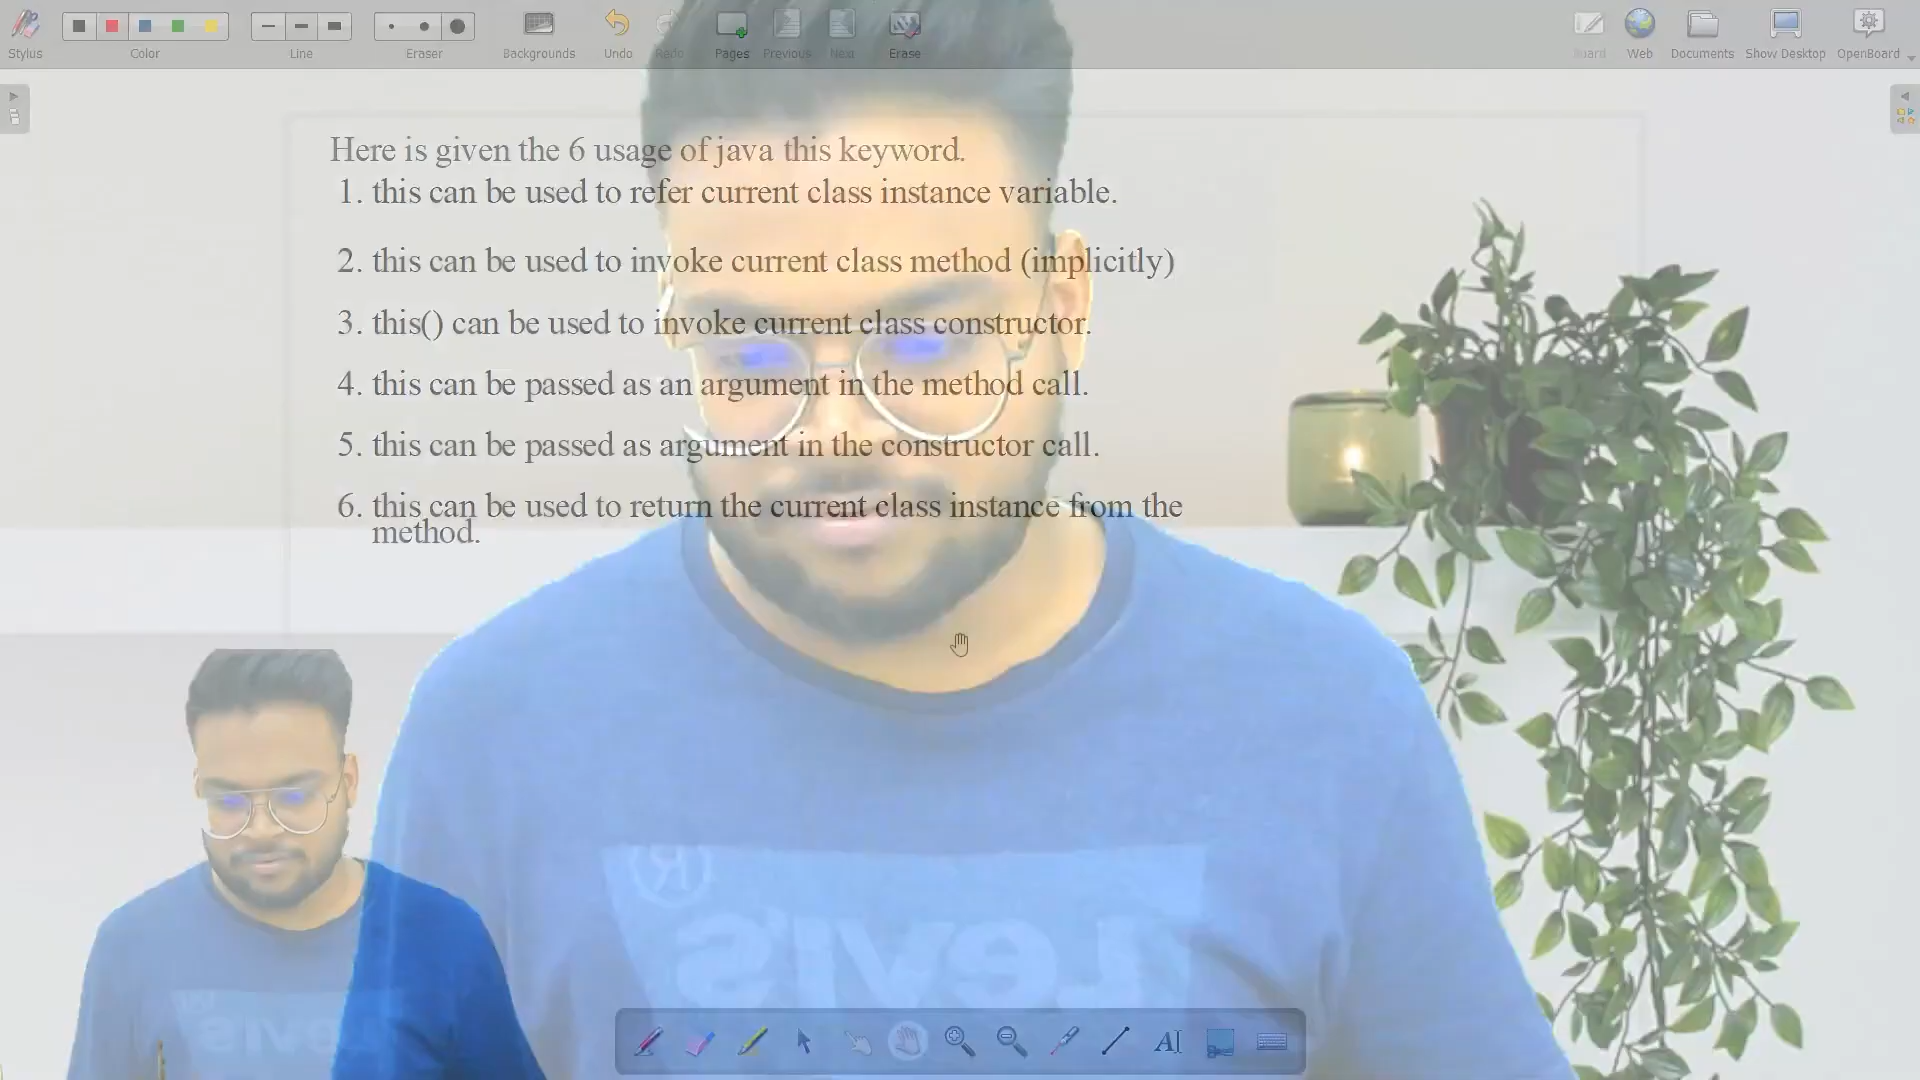 Stylus
Color
Line
Eraser
Backgrounds
Undo
Redo
Pages
Previous
Next
Erase
Board
Web
Documents
Show Desktop
OpenBoard
Here is given the 6 usage of java this keyword.
1. this can be used to refer current class instance variable.
2. this can be used to invoke current class method (implicitly)
3. this() can be used to invoke current class constructor.
4. this can be passed as an argument in the method call.
5. this can be passed as argument in the constructor call.
6. this can be used to return the current class instance from the
method.
Levi's
R
Levi's
AI